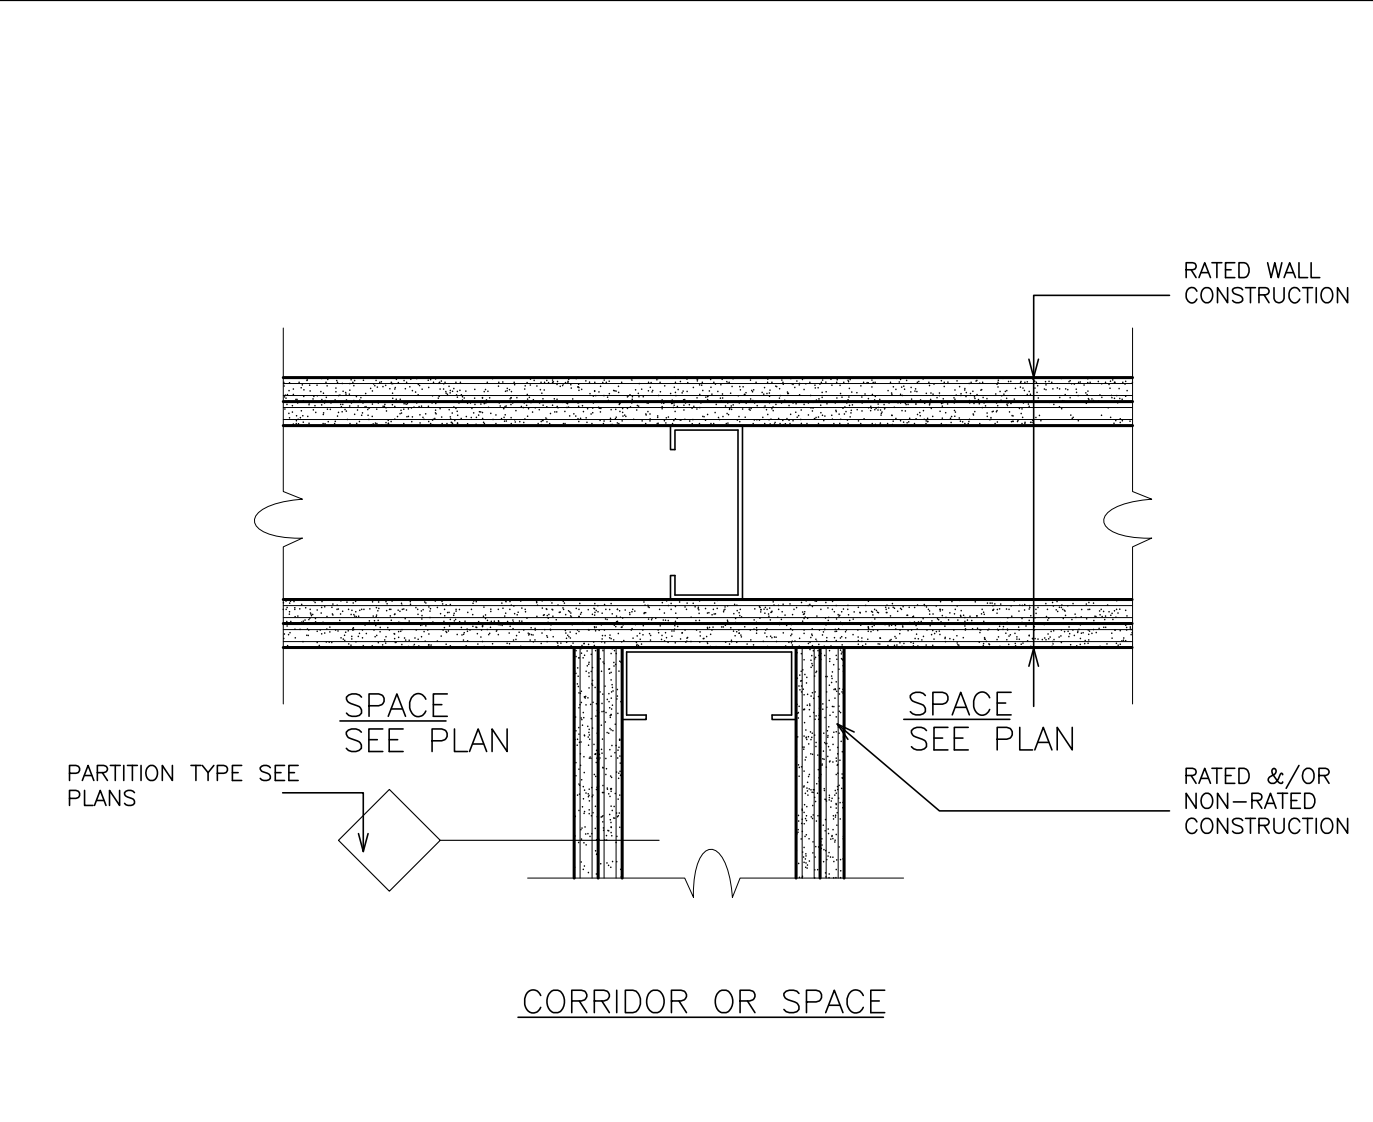 RATED WALL
CONSTRUCTION
SPACE
SEE PLAN
SPACE
SEE PLAN
PARTITION TYPE SEE
PLANS
RATED &/OR
NON-RATED
CONSTRUCTION
CORRIDOR OR SPACE